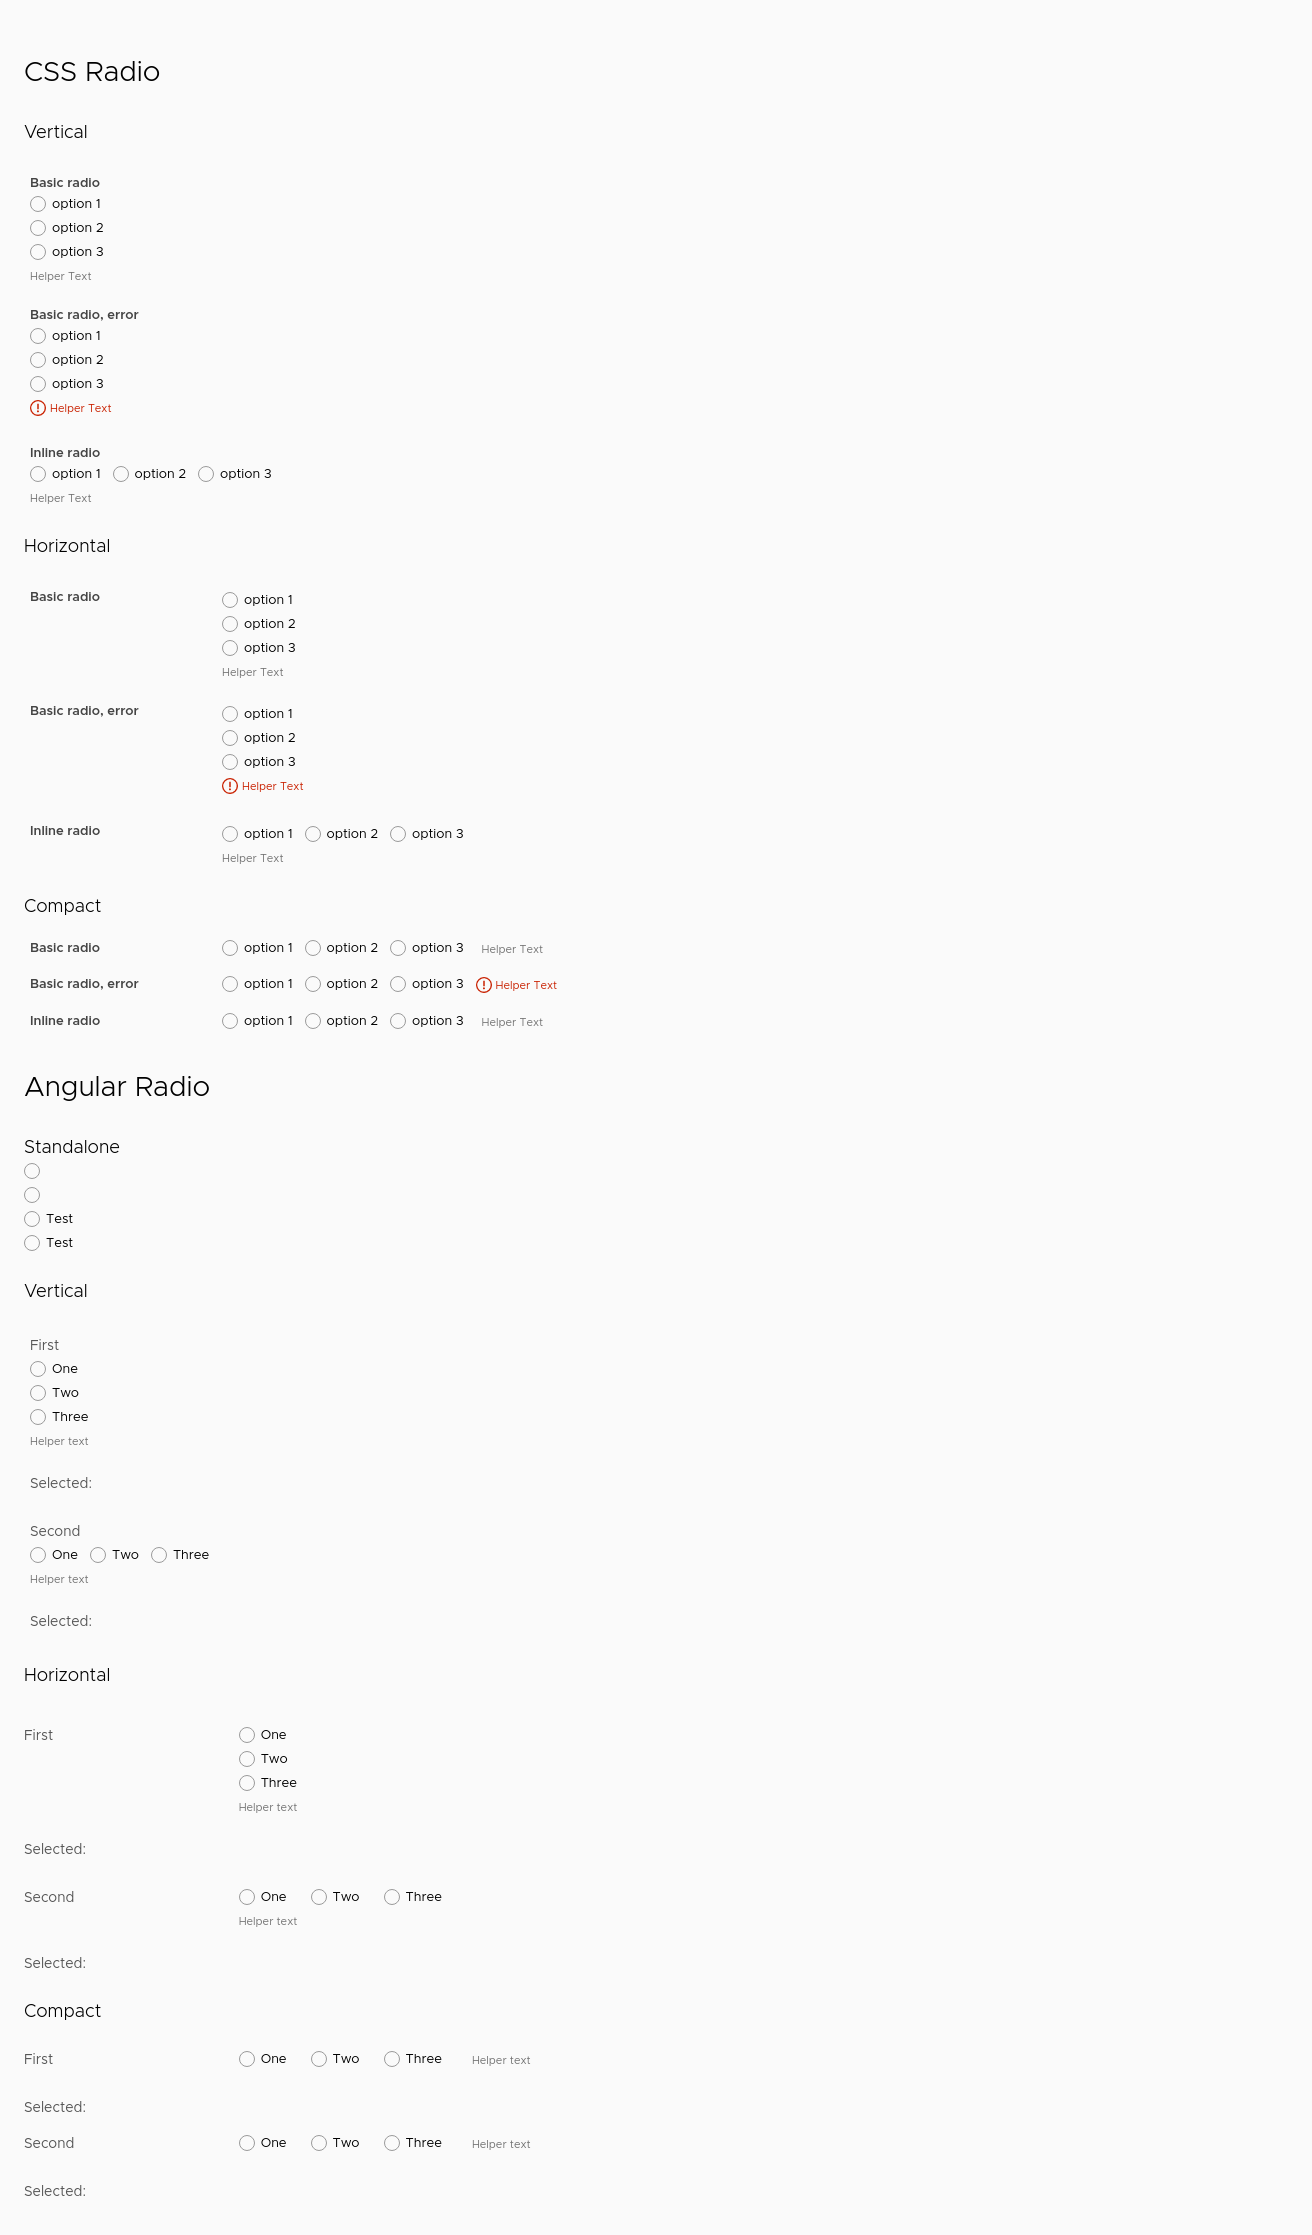 CSS Radio
Vertical
Basic radio
option 1
option 2
option 3
Helper Text
Basic radio, error
option 1
option 2
option 3
Helper Text
Inline radio
option 1 option 2 option 3
Helper Text
Horizontal
Basic radio option 1
option 2
option 3
Helper Text
Basic radio, error option 1
option 2
option 3
Helper Text
Inline radio option 1 option 2 option 3
Helper Text
Compact
Basic radio option 1 option 2 option 3 Helper Text
Basic radio, error option 1 option 2 option 3 Helper Text
Inline radio option 1 option 2 option 3 Helper Text
Angular Radio
Standalone
Test
Test
Vertical
First
One
Two
Three
Helper text
Selected:
Second
One Two Three
Helper text
Selected:
Horizontal
First One
Two
Three
Helper text
Selected:
Second One Two Three
Helper text
Selected:
Compact
First One Two Three Helper text
Selected:
Second One Two Three Helper text
Selected: